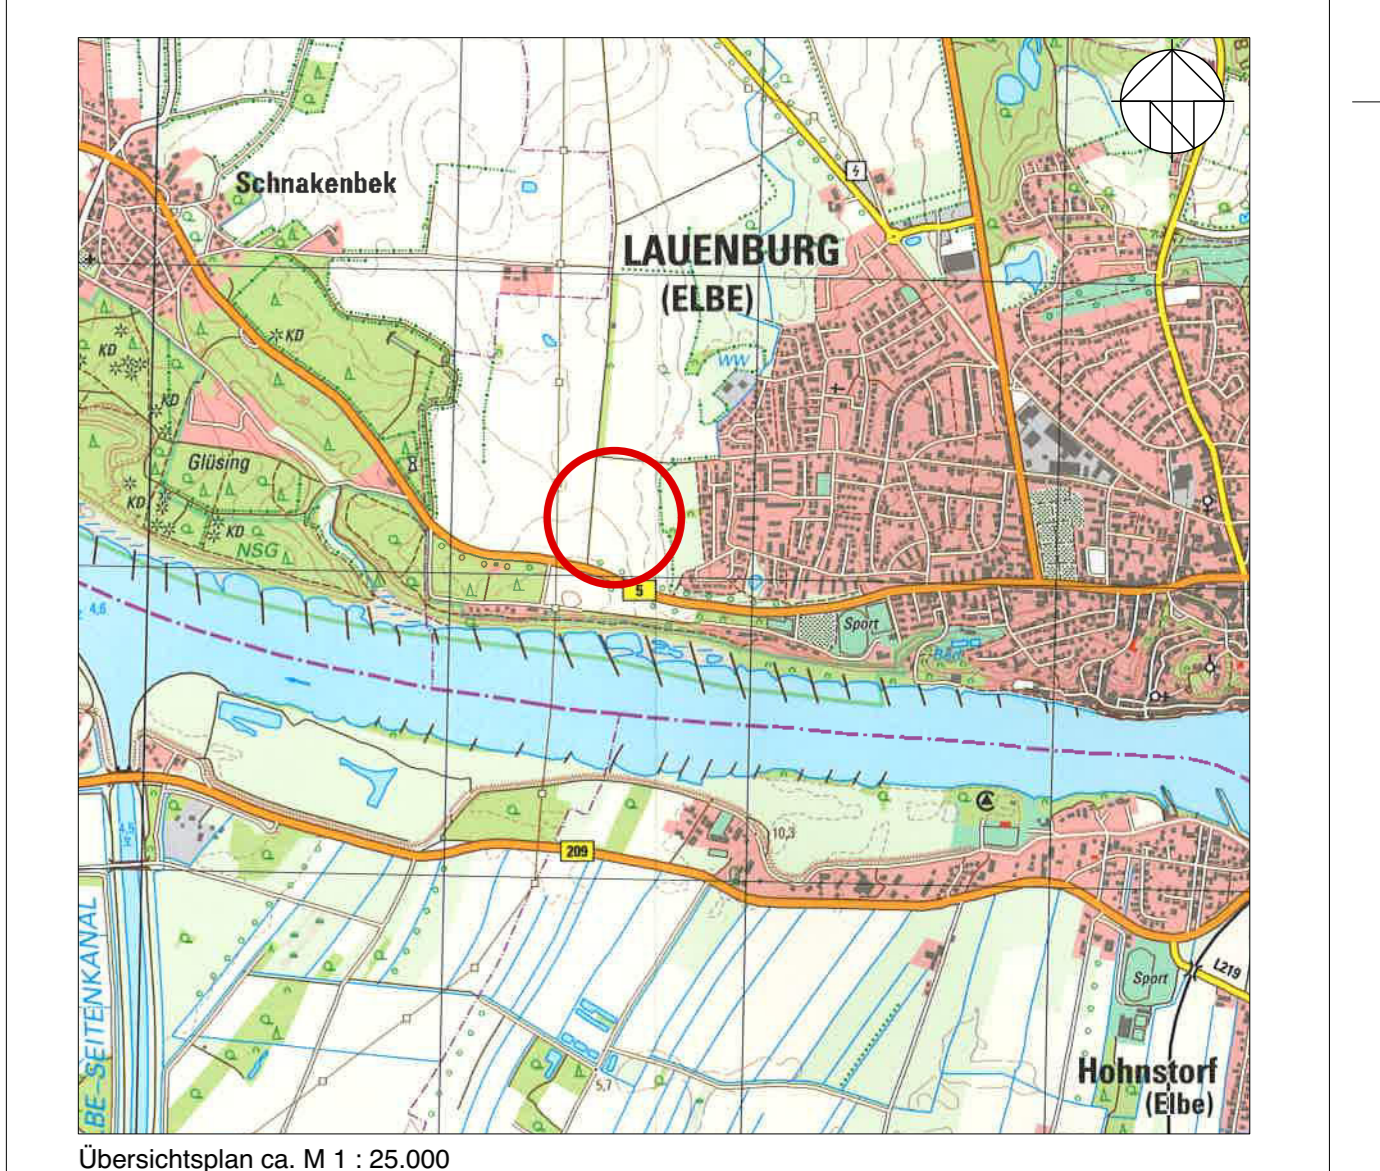 Schnakenbek
LAUENBURG
(ELBE)
KD
KD
WW
KD
Glüsing
KD
KD
NSG
4,6
5
Sport
Bad
10,3
4,5
209
BE-SEITENKANAL
L219
Sport
5,7
Hohnstorf
(Elbe)
Übersichtsplan ca. M 1 : 25.000